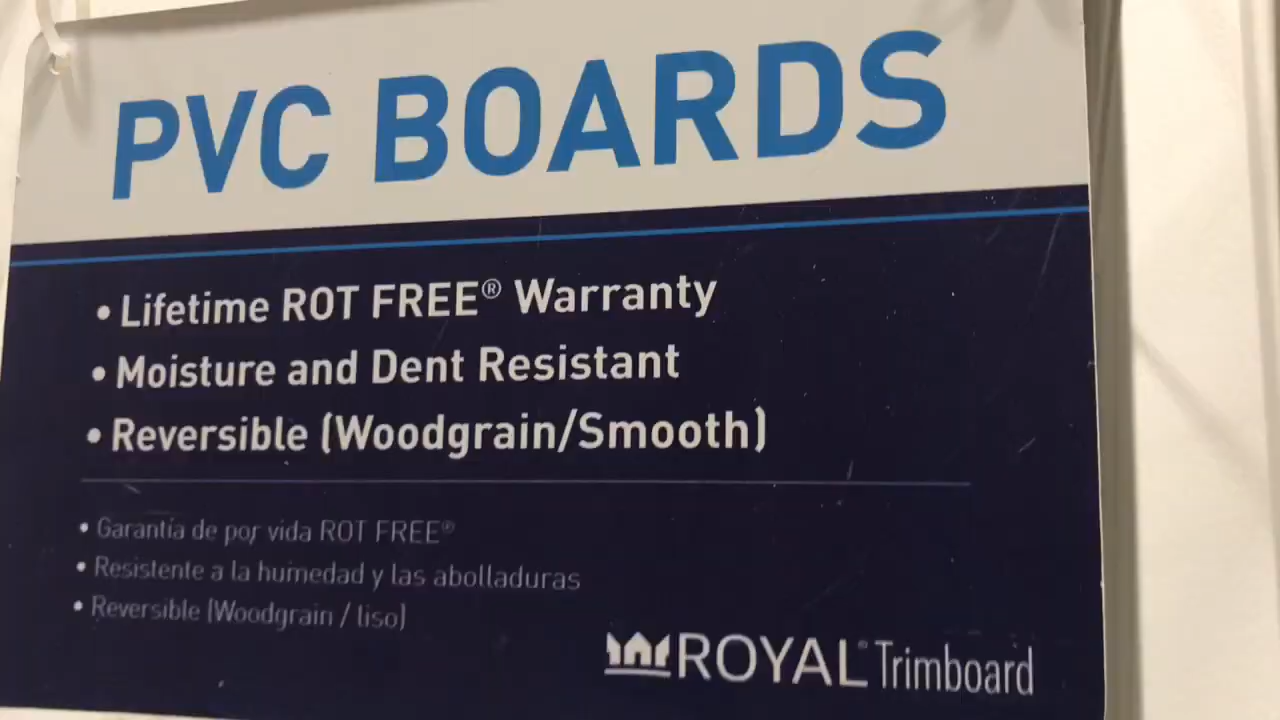 PVC BOARDS
• Lifetime ROT FREE® Warranty
• Moisture and Dent Resistant
• Reversible (Woodgrain/Smooth)
• Garantía de por vida ROT FREE®
• Resistente a la humedad y las abolladuras
• Reversible (Woodgrain / liso)
ROYAL® Trimboard